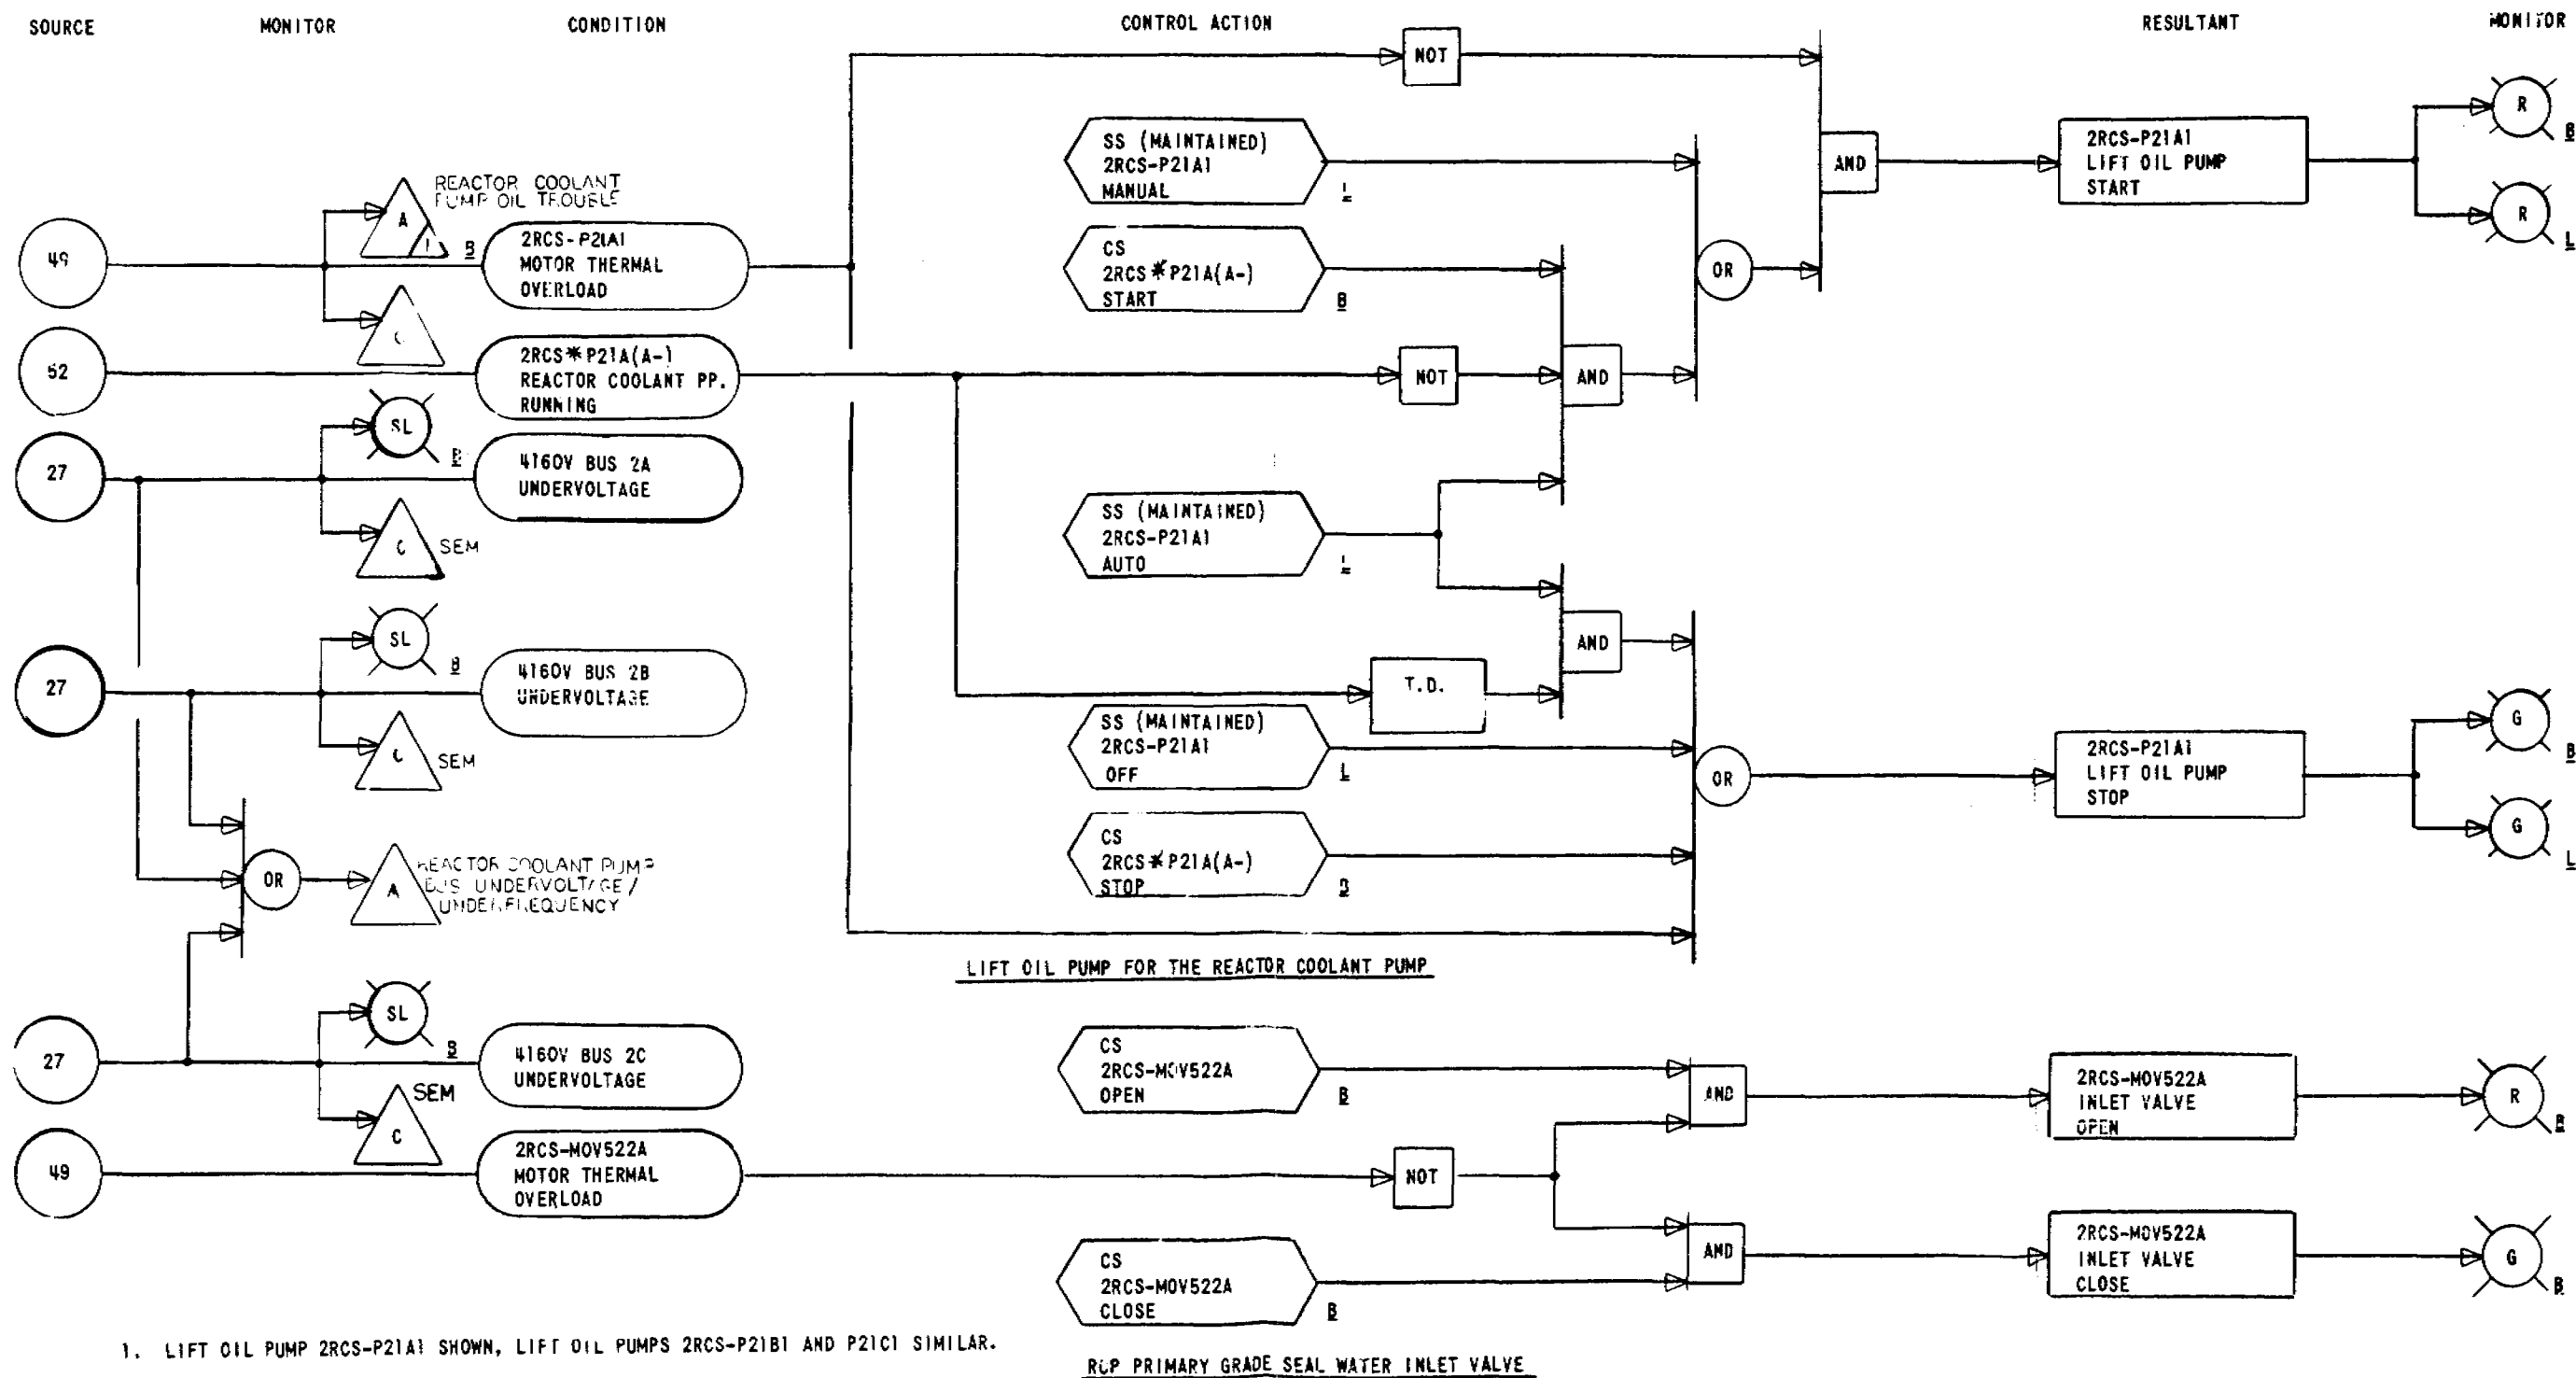 SOURCE
MONITOR
CONDITION
CONTROL ACTION
RESULTANT
MONITOR
NOT
SS (MAINTAINED)
2RCS-P21A1
MANUAL
L
AND
2RCS-P21A1
LIFT OIL PUMP
START
R
B
R
L
49
A
1
REACTOR COOLANT
PUMP OIL TROUBLE
B
C
2RCS-P21A1
MOTOR THERMAL
OVERLOAD
CS
2RCS*P21A(A-)
START
B
OR
52
2RCS*P21A(A-)
REACTOR COOLANT PP.
RUNNING
NOT
AND
27
SL
B
C
SEM
4160V BUS 2A
UNDERVOLTAGE
SS (MAINTAINED)
2RCS-P21A1
AUTO
L
27
SL
B
C
SEM
4160V BUS 2B
UNDERVOLTAGE
T.D.
AND
SS (MAINTAINED)
2RCS-P21A1
OFF
L
OR
2RCS-P21A1
LIFT OIL PUMP
STOP
G
B
G
L
CS
2RCS*P21A(A-)
STOP
B
OR
A
REACTOR COOLANT PUMP
BUS UNDERVOLTAGE/
UNDERFREQUENCY
LIFT OIL PUMP FOR THE REACTOR COOLANT PUMP
27
SL
B
C
SEM
4160V BUS 2C
UNDERVOLTAGE
CS
2RCS-MOV522A
OPEN
B
AND
2RCS-MOV522A
INLET VALVE
OPEN
R
B
49
2RCS-MOV522A
MOTOR THERMAL
OVERLOAD
NOT
CS
2RCS-MOV522A
CLOSE
B
AND
2RCS-MOV522A
INLET VALVE
CLOSE
G
B
1. LIFT OIL PUMP 2RCS-P21A1 SHOWN, LIFT OIL PUMPS 2RCS-P21B1 AND P21C1 SIMILAR.
RCP PRIMARY GRADE SEAL WATER INLET VALVE